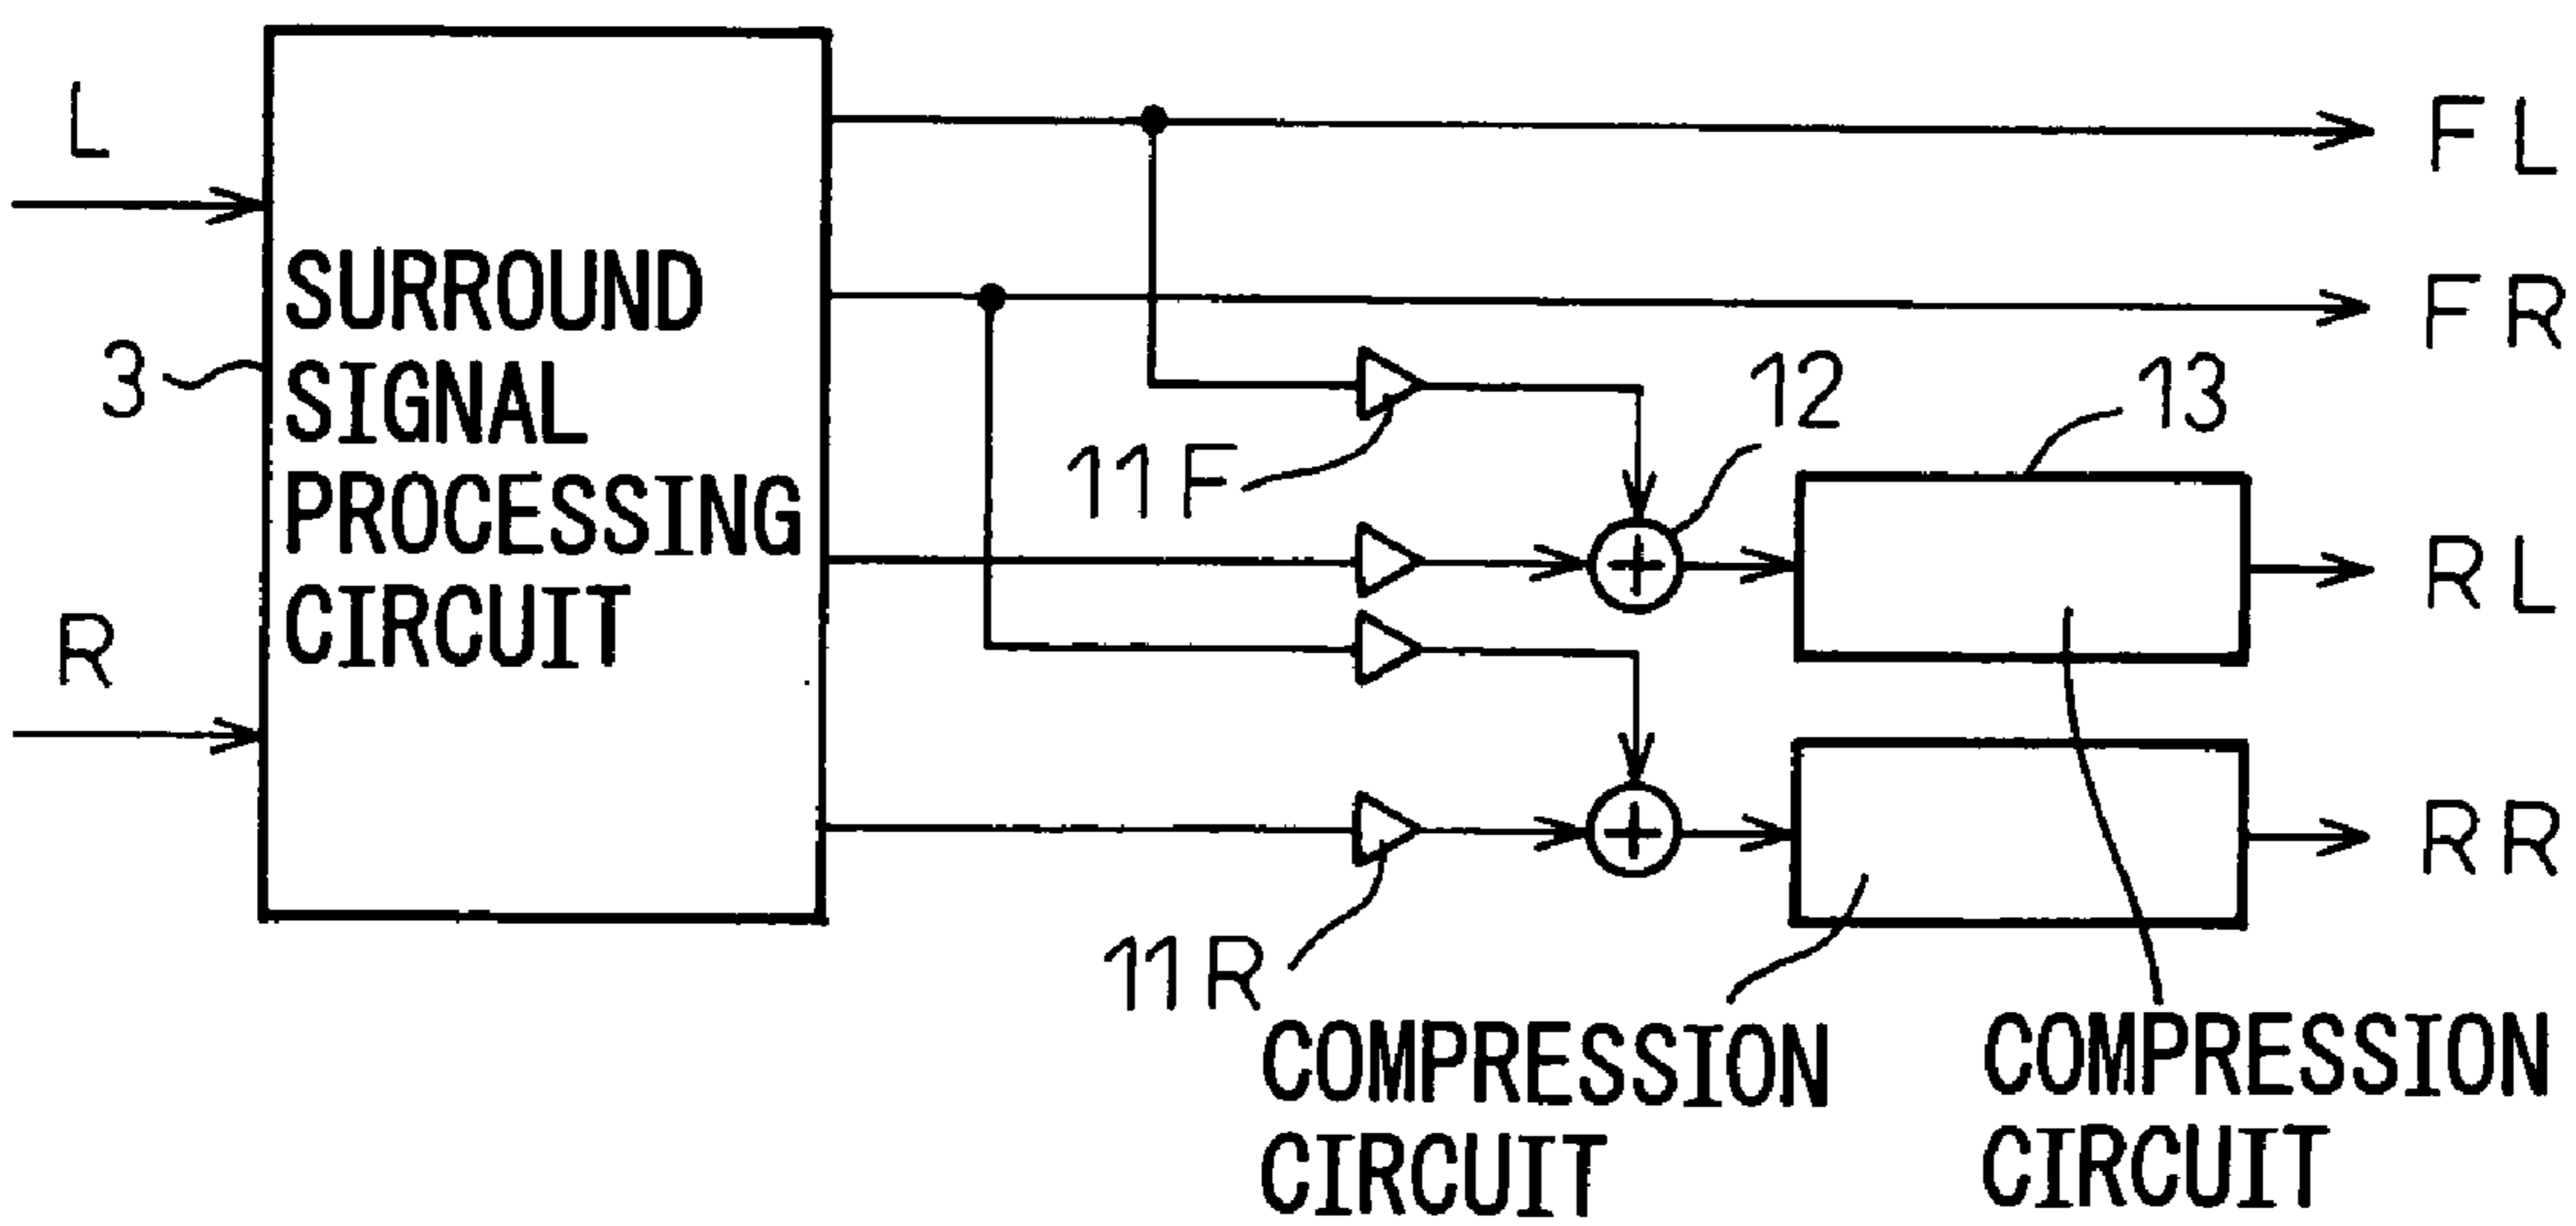 L
FL
SURROUND
SIGNAL
PROCESSING
CIRCUIT
FR
3
12
13
11F
RL
R
RR
11R
COMPRESSION
CIRCUIT
COMPRESSION
CIRCUIT